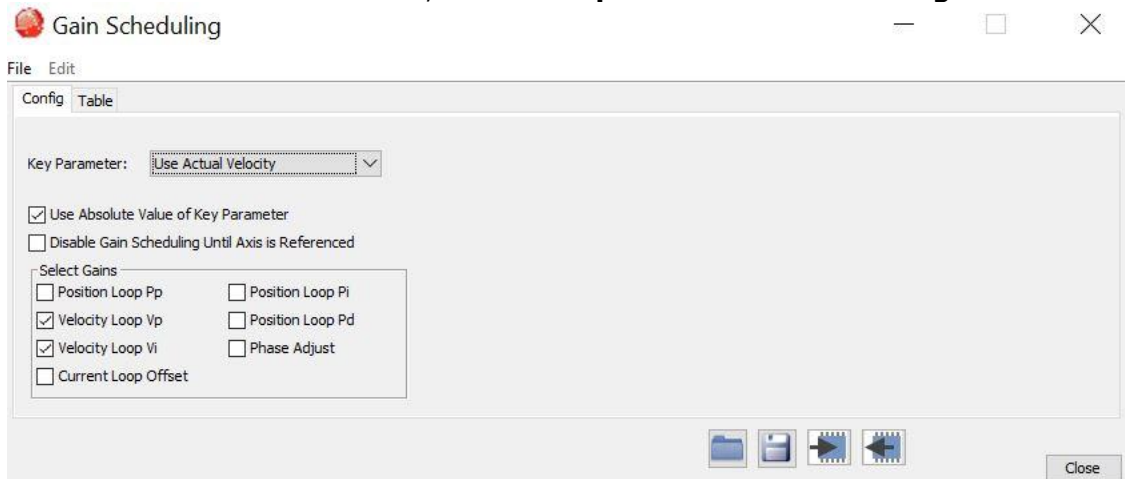 Gain Scheduling
File Edit
Config Table
Key Parameter: Use Actual Velocity
Use Absolute Value of Key Parameter
Disable Gain Scheduling Until Axis is Referenced
Select Gains
Position Loop Pp Position Loop Pi
Velocity Loop Vp Position Loop Pd
Velocity Loop Vi Phase Adjust
Current Loop Offset
Close